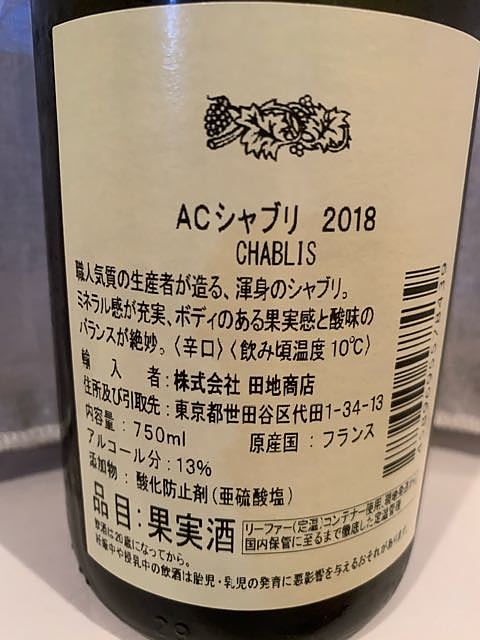 ACシャブリ 2018
CHABLIS
職人気質の生産者が造る、渾身のシャブリ。
ミネラル感が充実、ボディのある果実感と酸味の
バランスが絶妙。〈辛口〉〈飲み頃温度10℃〉
輸入者:株式会社 田地商店
住所及び引取先:東京都世田谷区代田1-34-13
内容量:750ml 原産国:フランス
アルコール分:13%
添加物:酸化防止剤(亜硫酸塩)
品目:果実酒
リーファー(定温)コンテナー使用、現地発
国内保管に至るまで徹底した定温管理
飲酒は20歳になってから。
妊娠中や授乳中の飲酒は胎児・乳児の発育に悪影響を与えるおそれがあります。